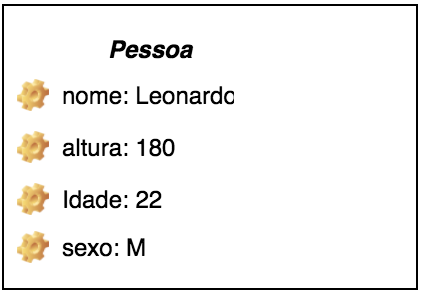 Pessoa
nome: Leonardo
altura: 180
Idade: 22
sexo: M